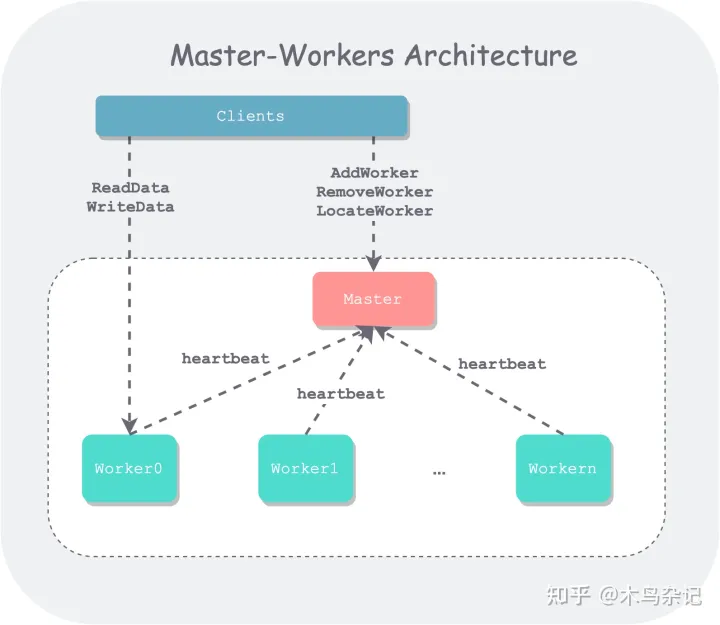 Master-Workers Architecture
Clients
ReadData
WriteData
AddWorker
RemoveWorker
LocateWorker
Master
heartbeat
heartbeat
heartbeat
Worker0
Worker1
...
Workern
知乎 @木鸟杂记